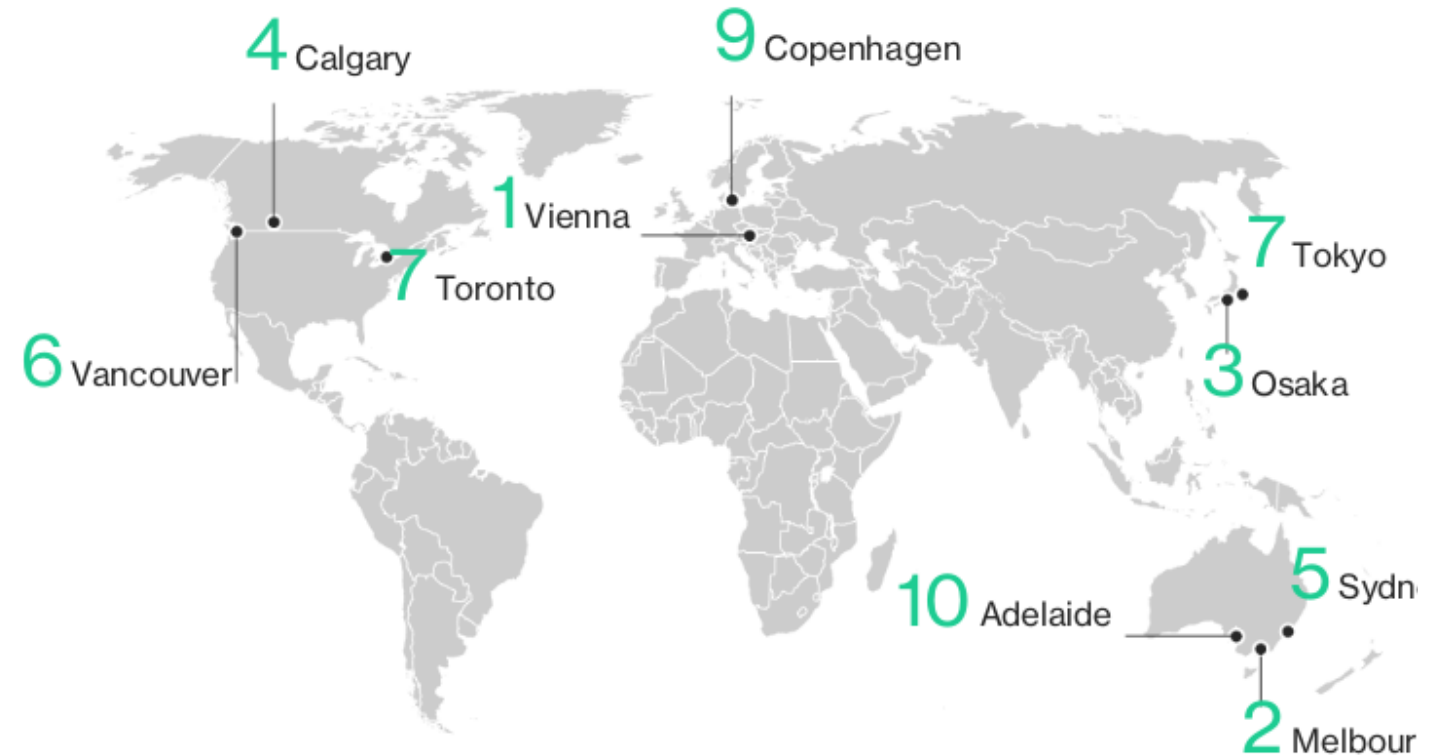 4 Calgary
9 Copenhagen
1 Vienna
7 Tokyo
7 Toronto
6 Vancouver
3 Osaka
5 Sydn
10 Adelaide
2 Melbour